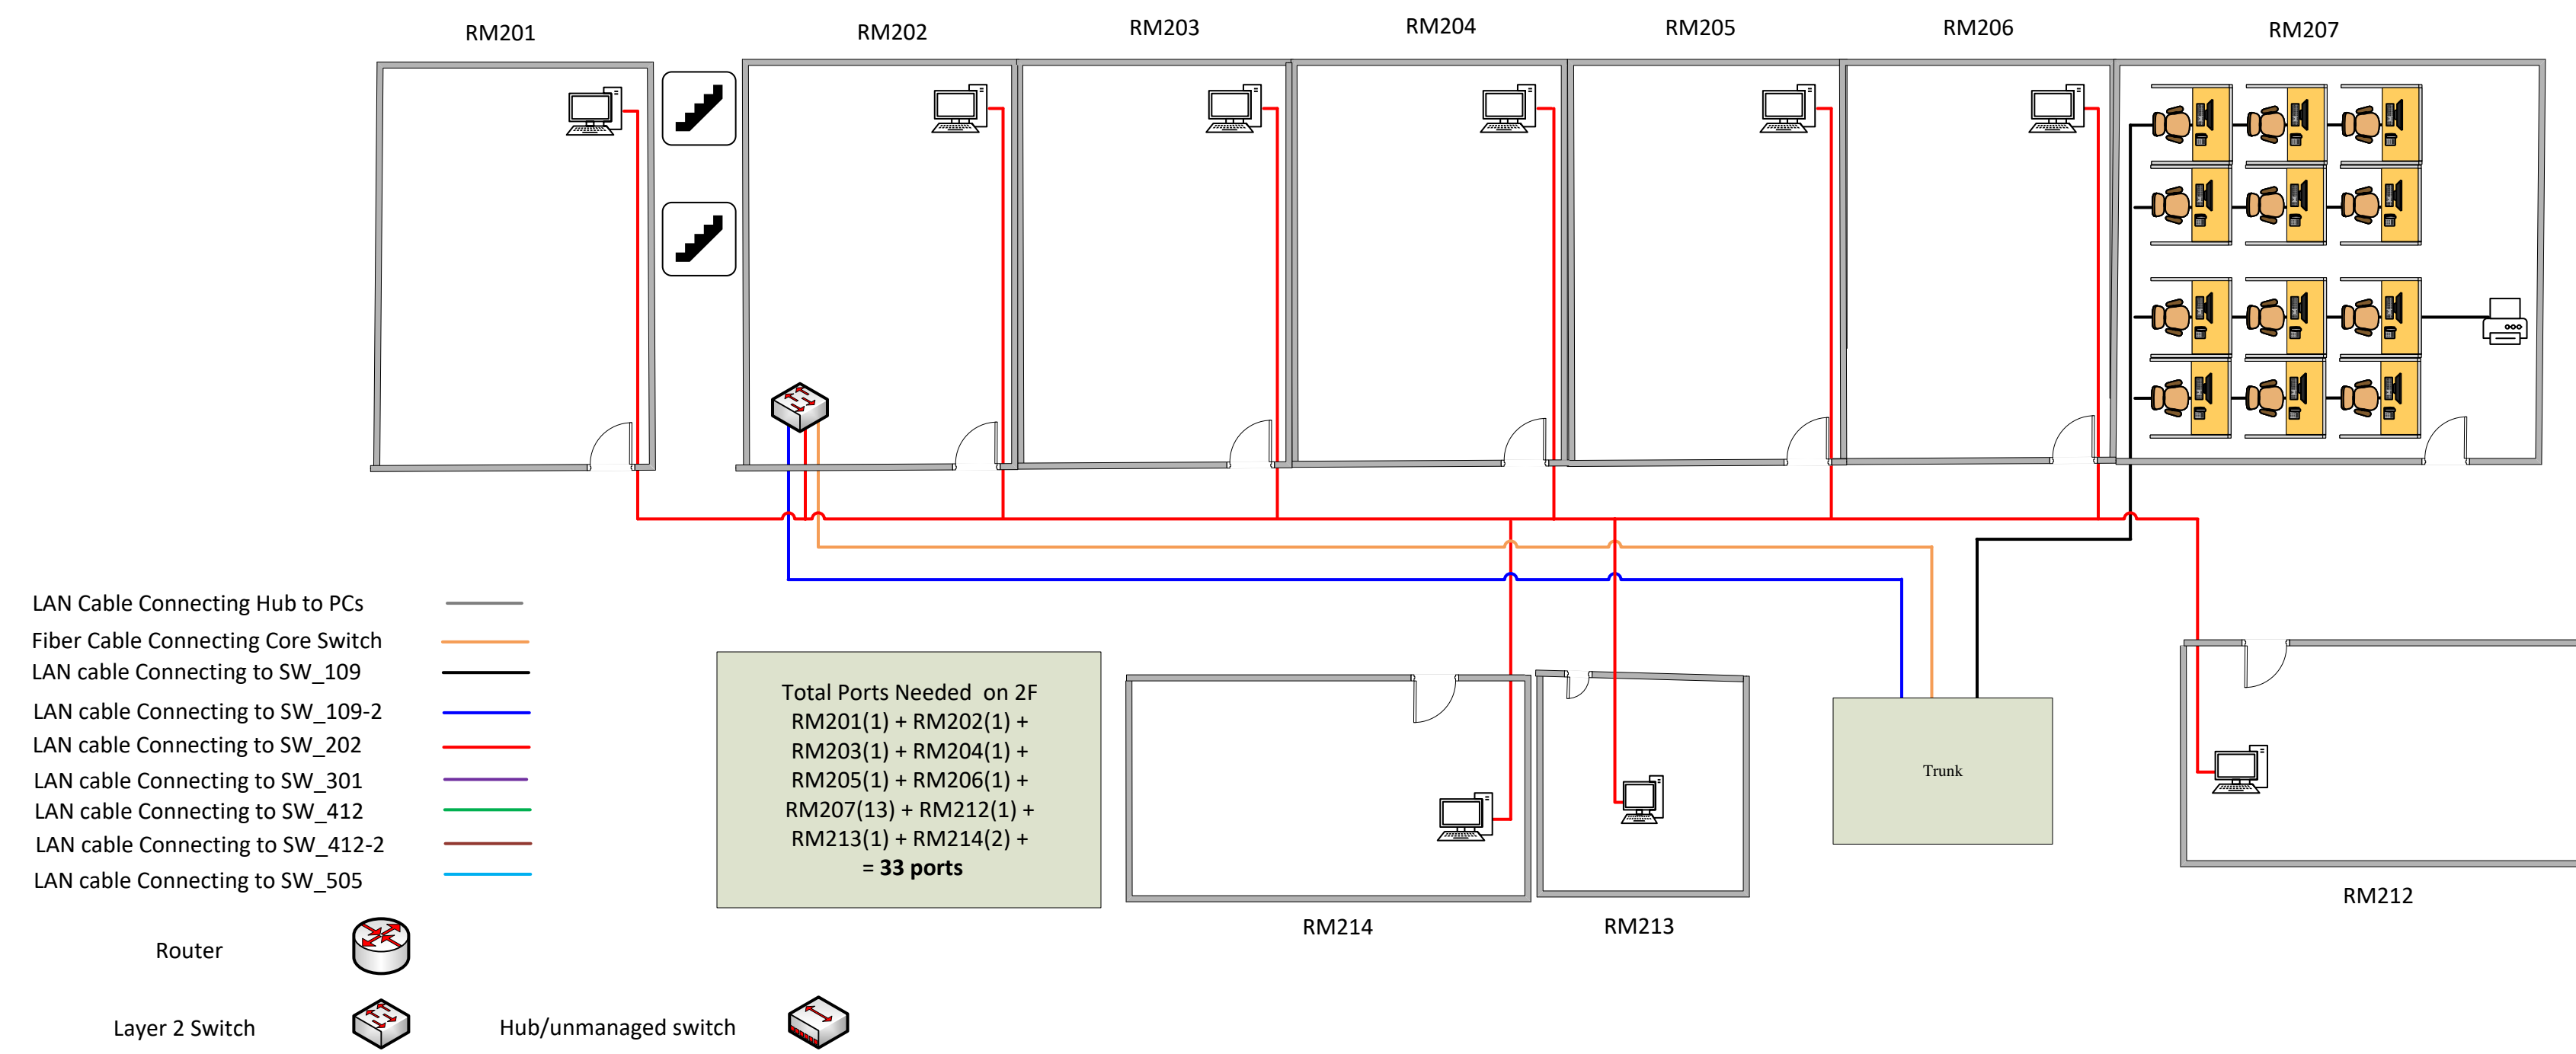 RM201
RM202
RM203
RM204
RM205
RM206
RM207
LAN Cable Connecting Hub to PCs
Fiber Cable Connecting Core Switch
LAN cable Connecting to SW_109
LAN cable Connecting to SW_109-2
LAN cable Connecting to SW_202
LAN cable Connecting to SW_301
LAN cable Connecting to SW_412
LAN cable Connecting to SW_412-2
LAN cable Connecting to SW_505
Router
Layer 2 Switch
Hub/unmanaged switch
Total Ports Needed on 2F
RM201(1) + RM202(1) +
RM203(1) + RM204(1) +
RM205(1) + RM206(1) +
RM207(13) + RM212(1) +
RM213(1) + RM214(2) +
= 33 ports
RM214
RM213
Trunk
RM212